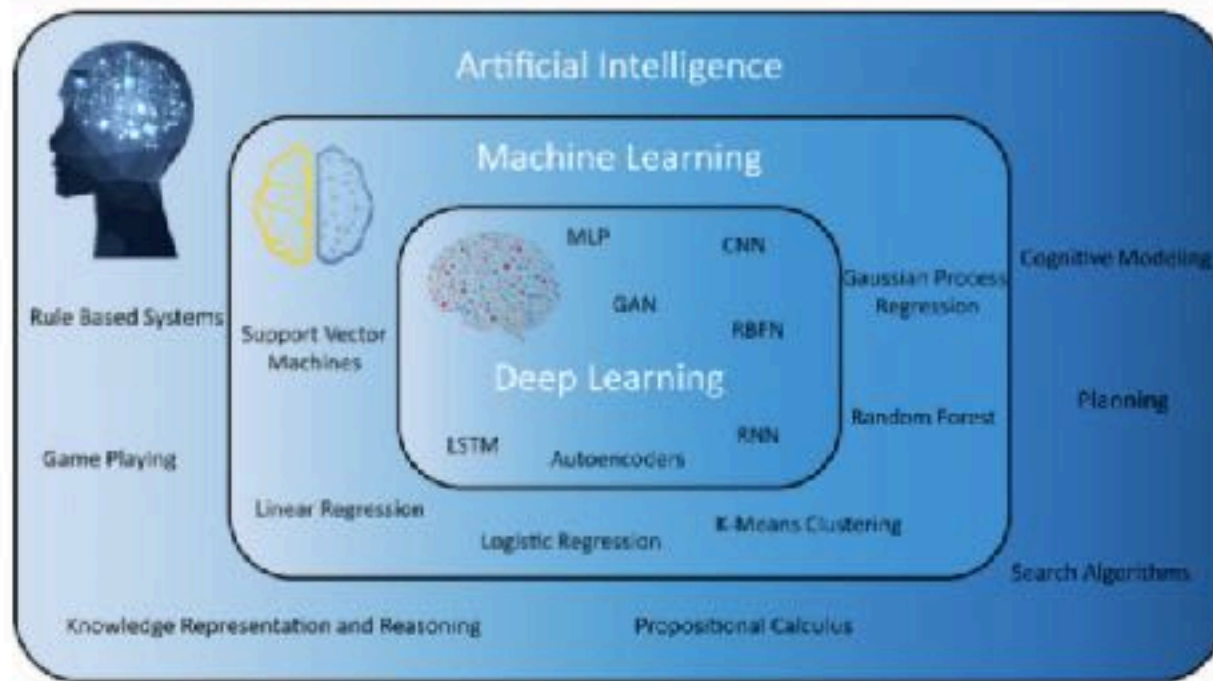 Artificial Intelligence
Machine Learning
MLP
CNN
Cognitive Modeling
Gaussian Process
Regression
GAN
Rule Based Systems
RBFN
Support Vector
Machines
Deep Learning
Planning
Random Forest
RNN
LSTM
Game Playing
Autoencoders
Linear Regression
K-Means Clustering
Logistic Regression
Search Algorithms
Knowledge Representation and Reasoning
Propositional Calculus